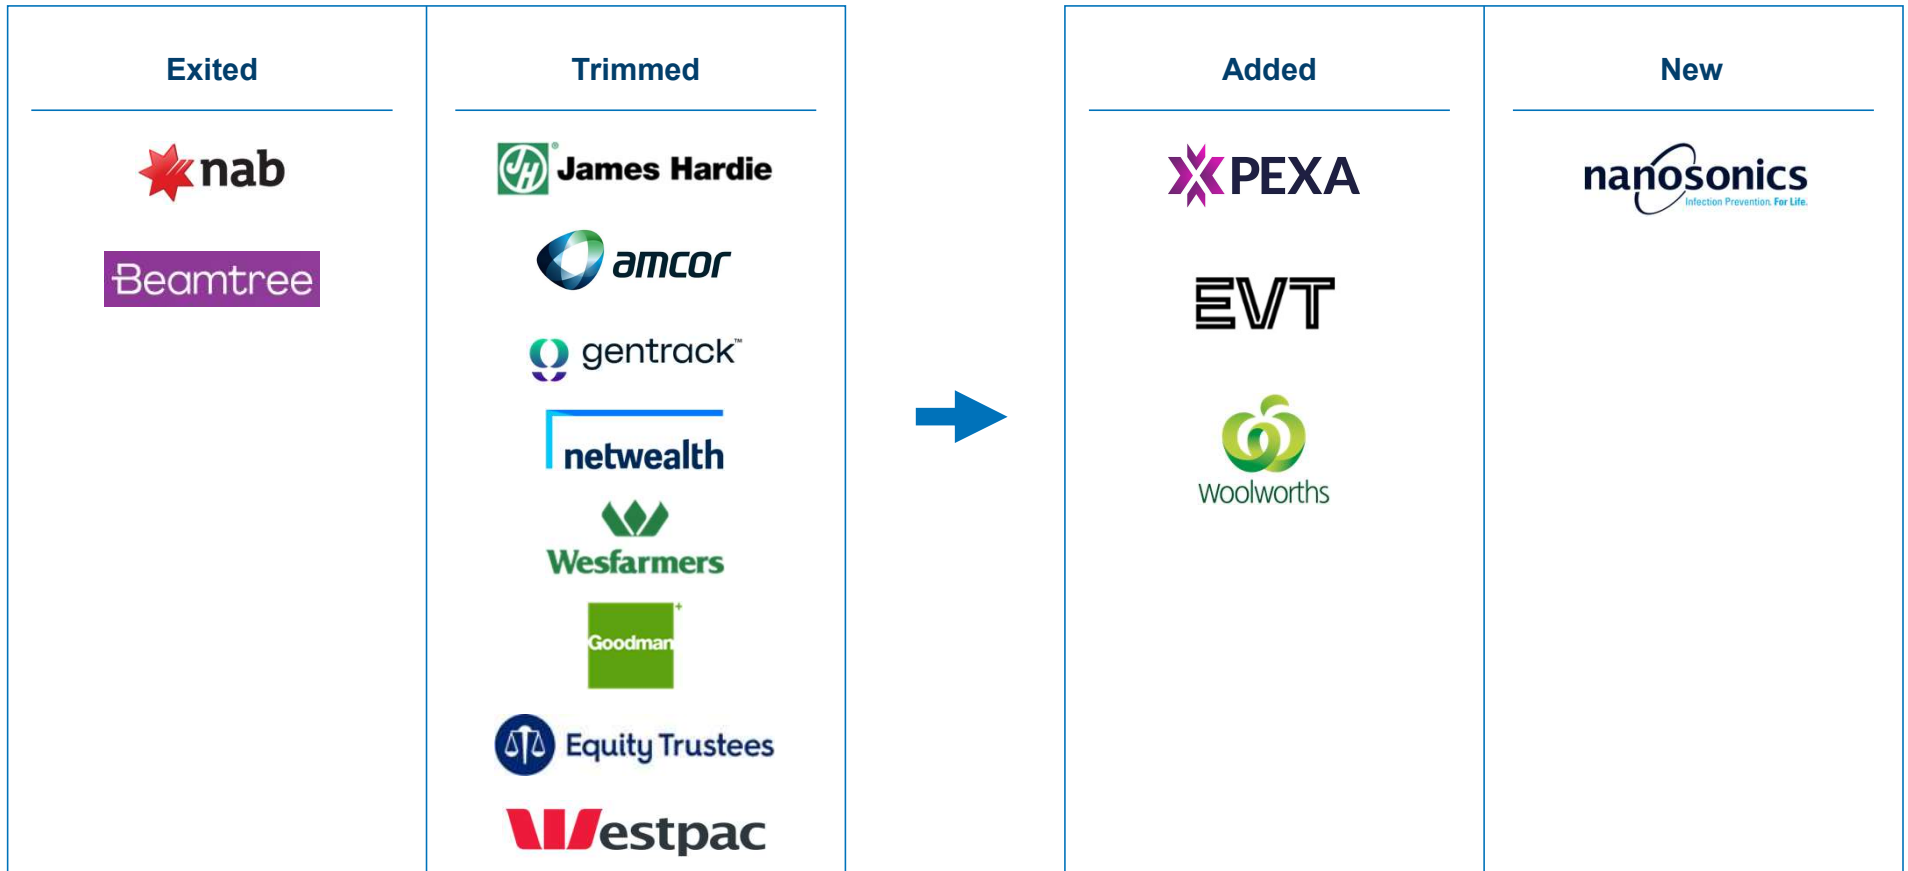 Exited
nab
Beamtree
Trimmed
James Hardie
amcor
gentrack™
netwealth
Wesfarmers
Goodman
Equity Trustees
Westpac
Added
PEXA
EVT
Woolworths
New
nanosonics
Infection Prevention. For Life.